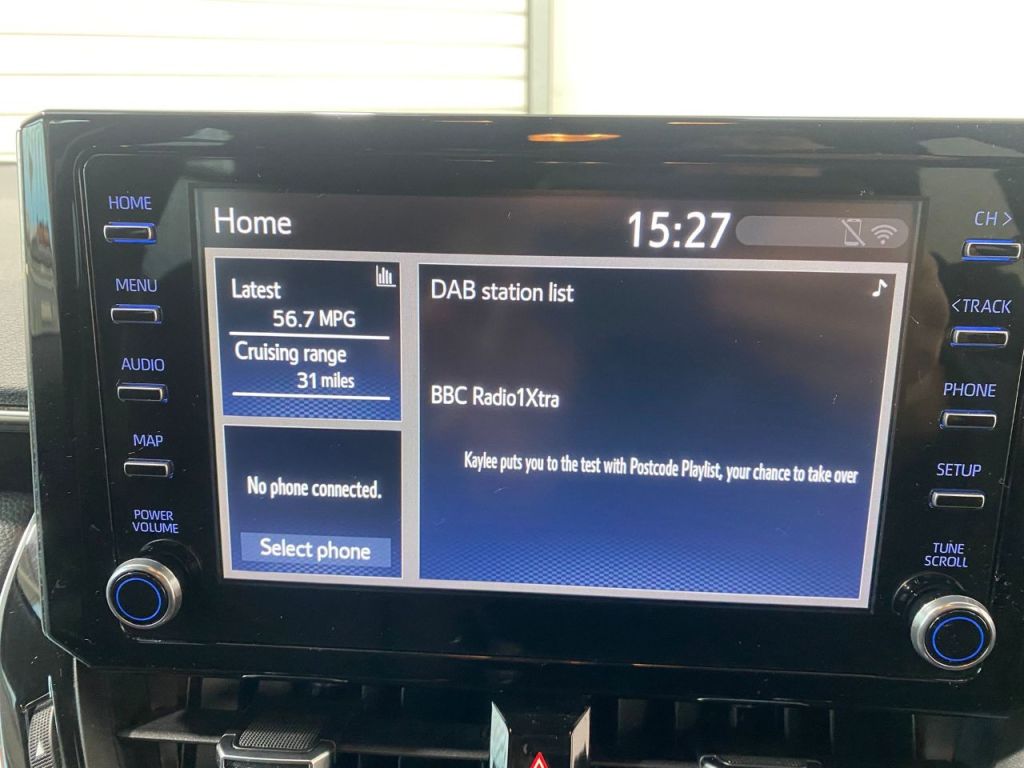 HOME
MENU
AUDIO
MAP
POWER
VOLUME
Home
15:27
Latest
56.7 MPG
Cruising range
31 miles
No phone connected.
Select phone
DAB station list
BBC Radio1Xtra
Kaylee puts you to the test with Postcode Playlist, your chance to take over
CH >
< TRACK
PHONE
SETUP
TUNE
SCROLL